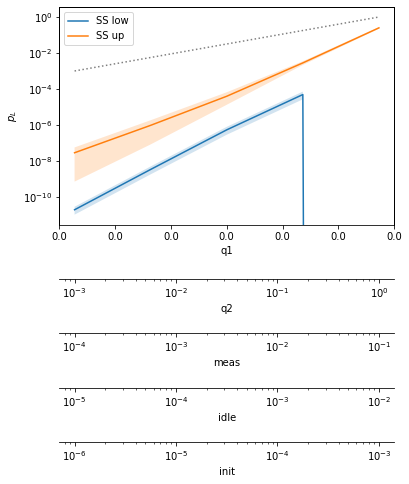 10^0
SS low
SS up
10^-2
10^-4
p_L
10^-6
10^-8
10^-10
0.0 0.0 0.0 0.0 0.0 0.0 0.0
q1
10^-3 10^-2 10^-1 10^0
q2
10^-4 10^-3 10^-2 10^-1
meas
10^-5 10^-4 10^-3 10^-2
idle
10^-6 10^-5 10^-4 10^-3
init